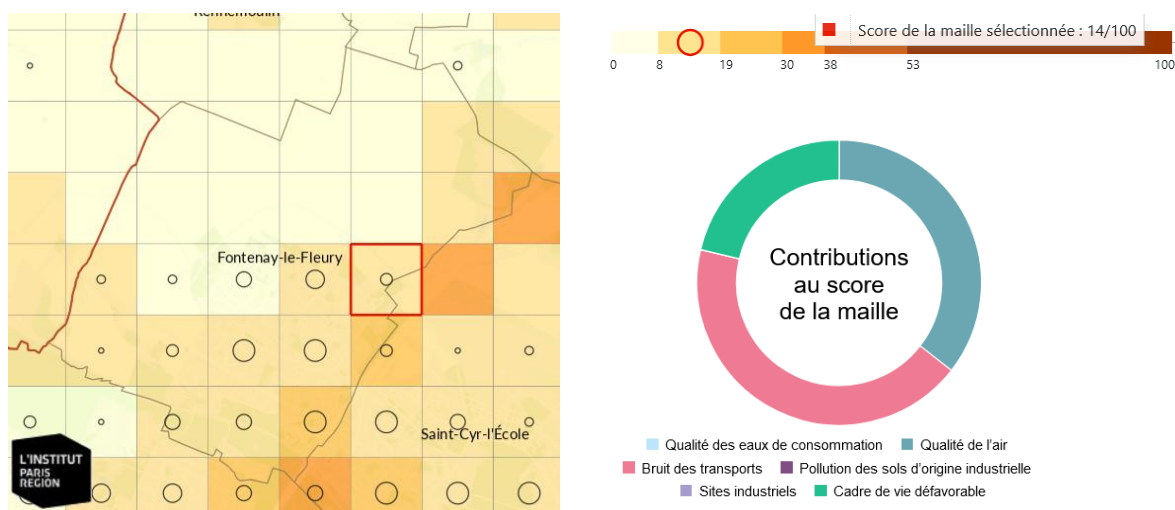 Rennemoulin
Fontenay-le-Fleury
Saint-Cyr-l'École
L'INSTITUT
PARIS
REGION
Score de la maille sélectionnée : 14/100
0 8 19 30 38 53 100
Contributions
au score
de la maille
Qualité des eaux de consommation Qualité de l'air
Bruit des transports Pollution des sols d'origine industrielle
Sites industriels Cadre de vie défavorable